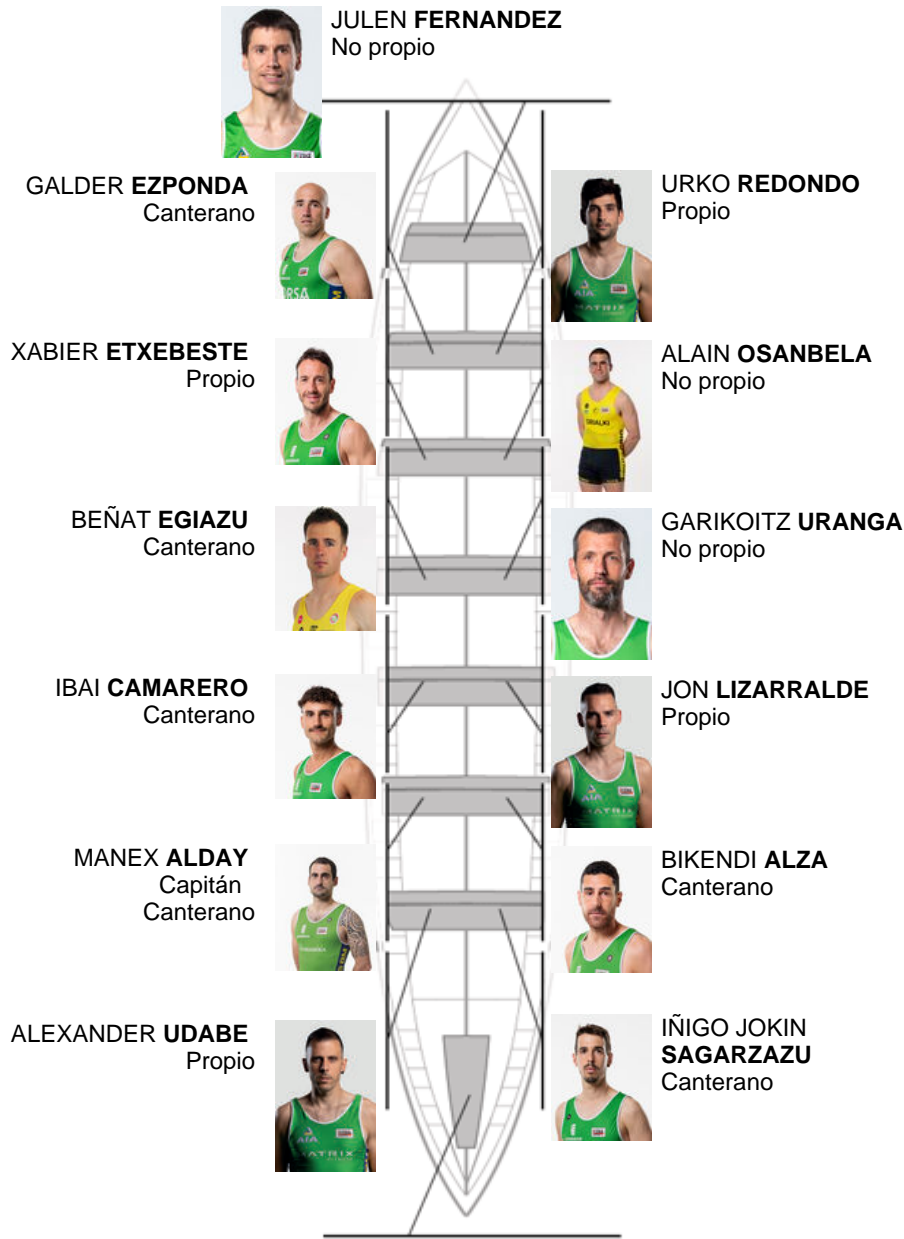 JULEN FERNANDEZ
No propio
GALDER EZPONDA
Canterano
URKO REDONDO
Propio
XABIER ETXEBESTE
Propio
ALAIN OSANBELA
No propio
BEÑAT EGIAZU
Canterano
GARIKOITZ URANGA
No propio
IBAI CAMARERO
Canterano
JON LIZARRALDE
Propio
MANEX ALDAY
Capitán
Canterano
BIKENDI ALZA
Canterano
ALEXANDER UDABE
Propio
IÑIGO JOKIN
SAGARZAZU
Canterano